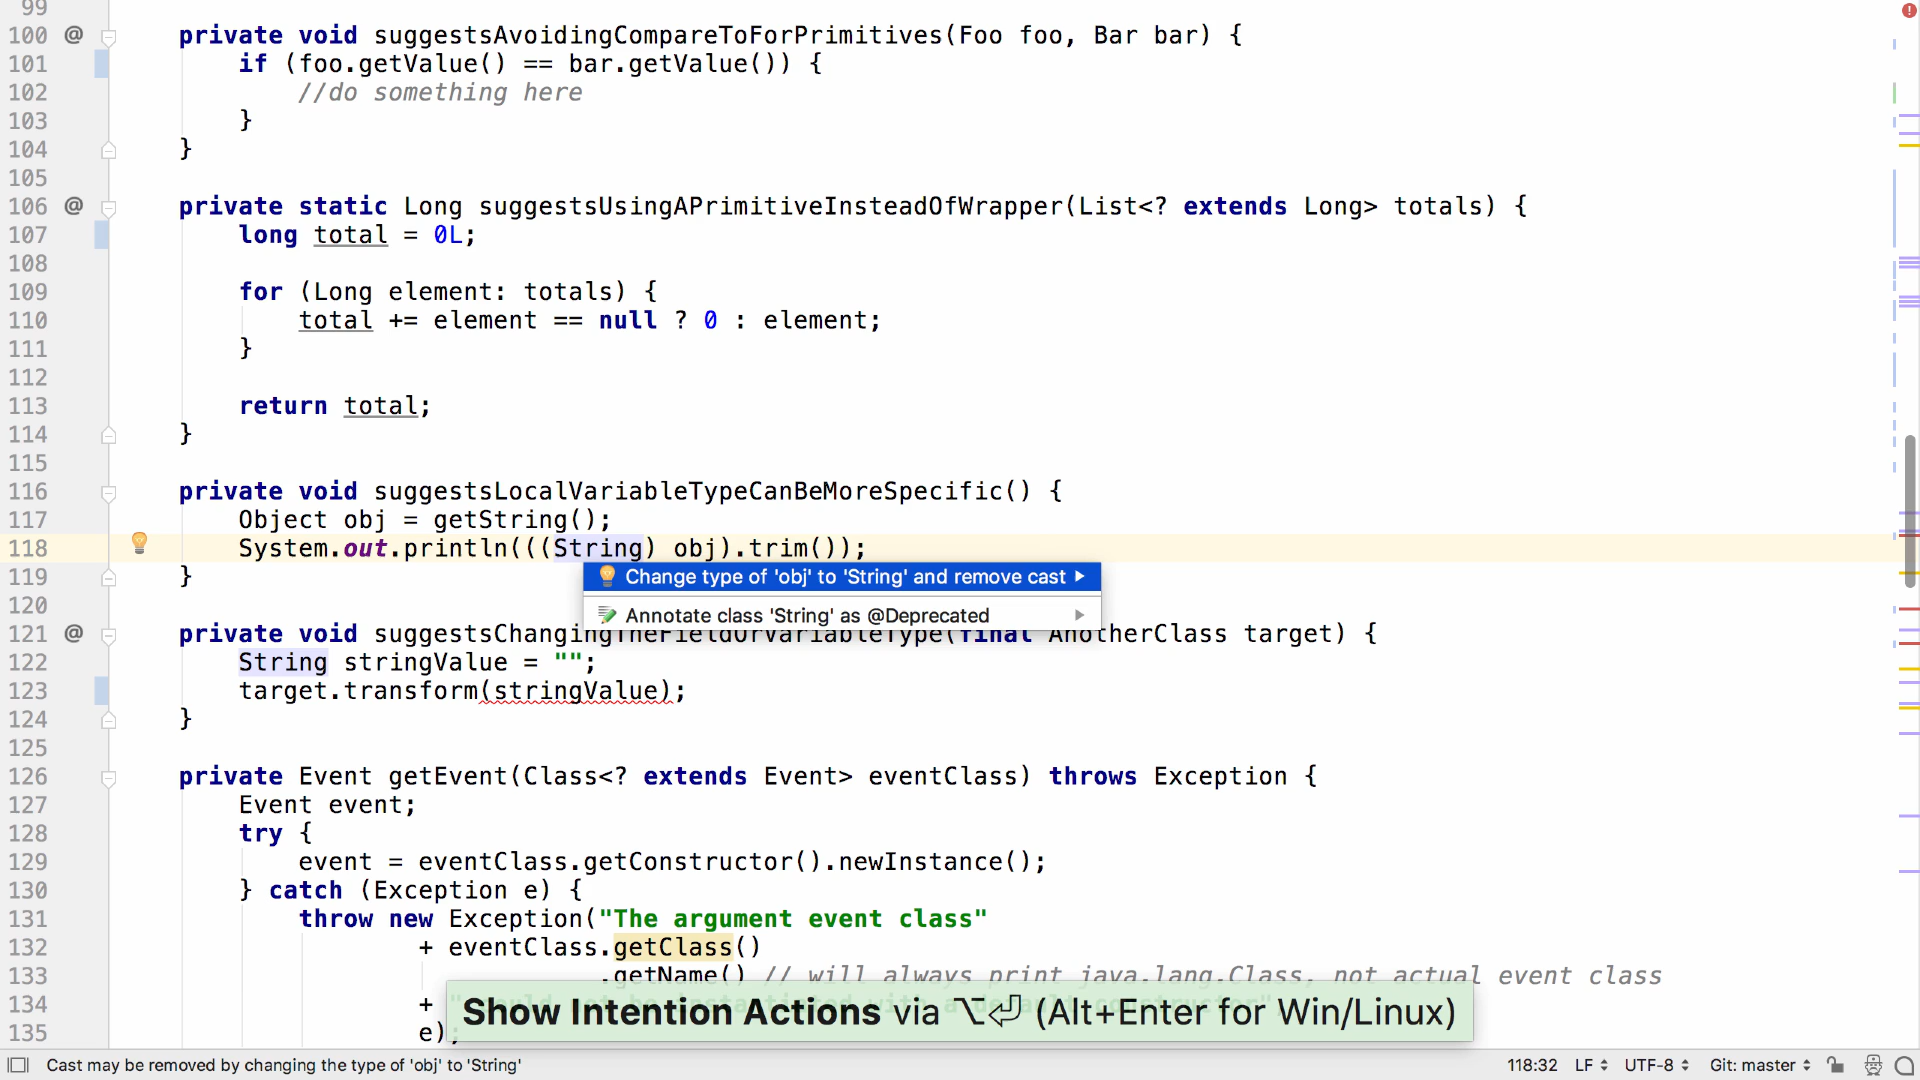 99
100 @ private void suggestsAvoidingCompareToForPrimitives(Foo foo, Bar bar) {
101 if (foo.getValue() == bar.getValue()) {
102 //do something here
103 }
104 }
105
106 @ private static Long suggestsUsingAPrimitiveInsteadOfWrapper(List<? extends Long> totals) {
107 long total = 0L;
108
109 for (Long element: totals) {
110 total += element == null ? 0 : element;
111 }
112
113 return total;
114 }
115
116 private void suggestsLocalVariableTypeCanBeMoreSpecific() {
117 Object obj = getString();
118 System.out.println(((String) obj).trim());
119 }
Change type of 'obj' to 'String' and remove cast
120
Annotate class 'String' as @Deprecated
121 @ private void suggestsChangingTheFieldOrVariableType(final AnotherClass target) {
122 String stringValue = "";
123 target.transform(stringValue);
124 }
125
126 private Event getEvent(Class<? extends Event> eventClass) throws Exception {
127 Event event;
128 try {
129 event = eventClass.getConstructor().newInstance();
130 } catch (Exception e) {
131 throw new Exception("The argument event class"
132 + eventClass.getClass()
133 .getName() // will always print java.lang.Class, not actual event class
134 +
Show Intention Actions via ⌥⏎ (Alt+Enter for Win/Linux)
135 e);
Cast may be removed by changing the type of 'obj' to 'String' 118:32 LF UTF-8 Git: master